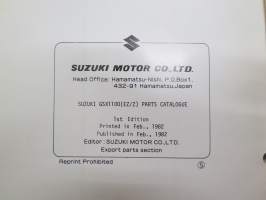 SUZUKI MOTOR CO.,LTD.
Head Office: Hamamatsu-Nishi, P.O.Box1,
432-91 Hamamatsu,Japan
SUZUKI GSX1100(EZ/Z) PARTS CATALOGUE
1st Edition
Printed in Feb., 1982
Published in Feb., 1982
Editor: SUZUKI MOTOR CO.,LTD.
Export parts section
Reprint Prohibited